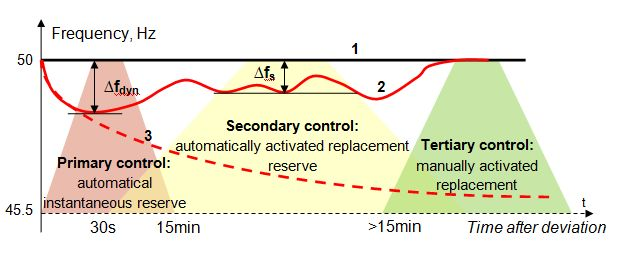 Frequency, Hz
50
1
Δfdyn
Δfs
2
3
Secondary control:
automatically activated replacement
reserve
Tertiary control:
manually activated
replacement
Primary control:
automatical
instantaneous reserve
45.5
t
30s
15min
>15min
Time after deviation